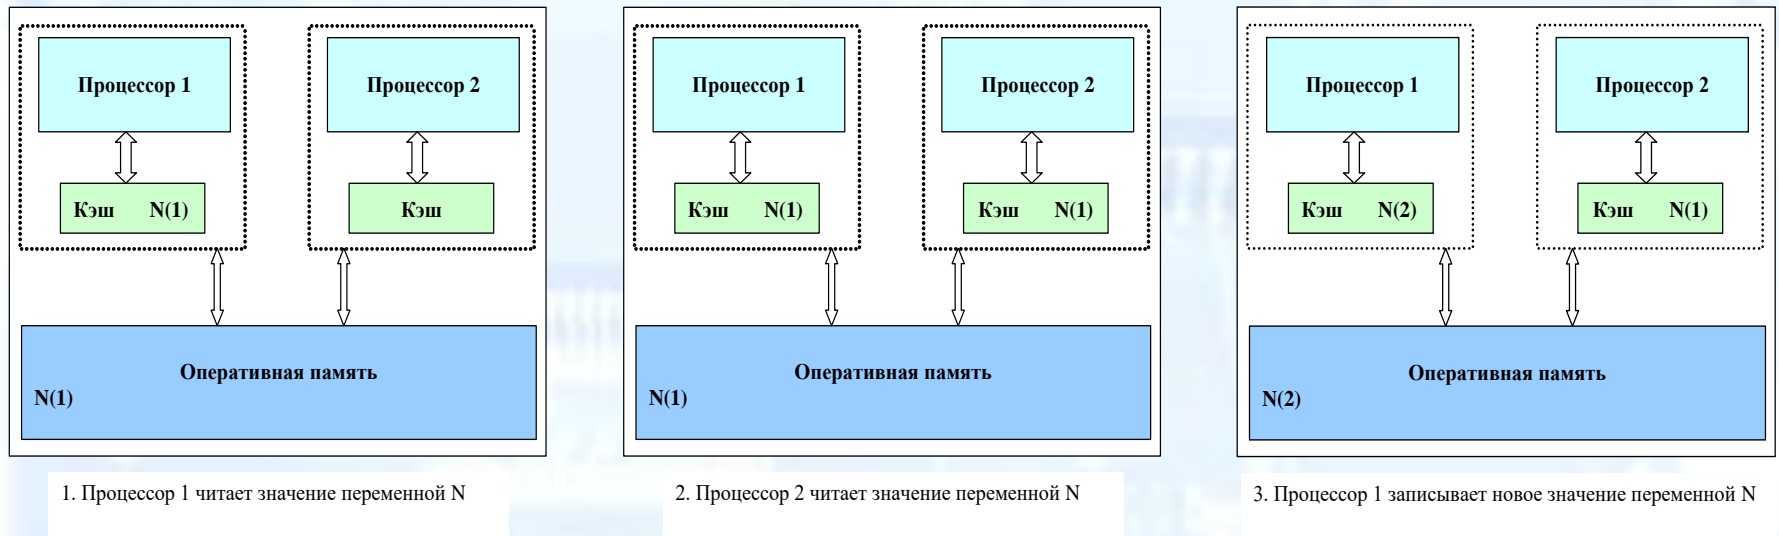 Процессор 1
Процессор 2
Кэш N(1)
Кэш
Оперативная память
N(1)
1. Процессор 1 читает значение переменной N
Процессор 1
Процессор 2
Кэш N(1)
Кэш N(1)
Оперативная память
N(1)
2. Процессор 2 читает значение переменной N
Процессор 1
Процессор 2
Кэш N(2)
Кэш N(1)
Оперативная память
N(2)
3. Процессор 1 записывает новое значение переменной N